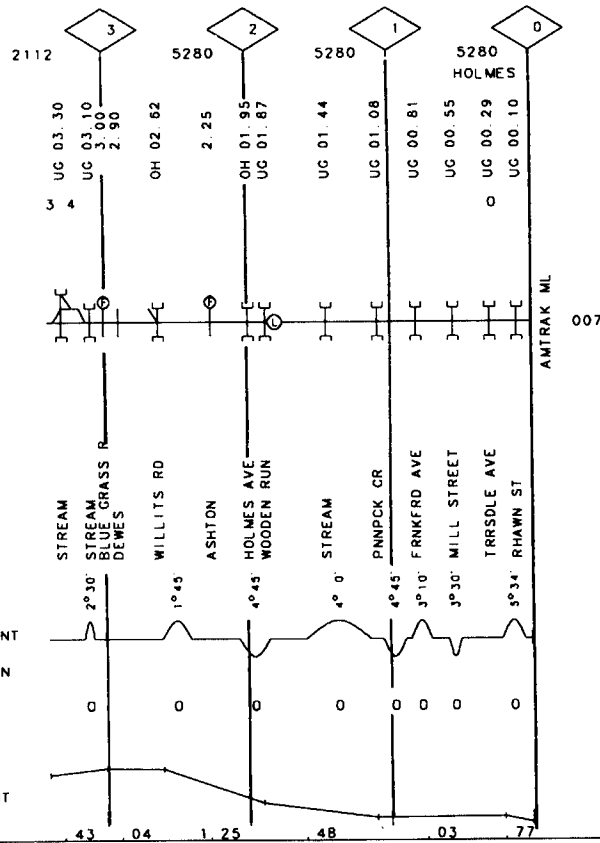 3
2
1
0
2112
5280
5280
5280
HOLMES
UG 03.30
UG 03.10
3.00
2.90
OH 02.62
2.25
OH 01.95
UG 01.87
UG 01.44
UG 01.08
UG 00.81
UG 00.55
UG 00.29
UG 00.10
3 4
0
F
F
L
AMTRAK ML
007
STREAM
STREAM
BLUE GRASS R
DEWES
WILLITS RD
ASHTON
HOLMES AVE
WOODEN RUN
STREAM
PNNPCK CR
FRNKFRD AVE
MILL STREET
TRRSDLE AVE
RHAWN ST
2°30'
1°45'
4°45'
4°0'
4°45'
3°10'
3°30'
5°34'
NT
N
0 0 0 0 0 0 0 0
T
.43 .04 1.25 .48 .03 .77